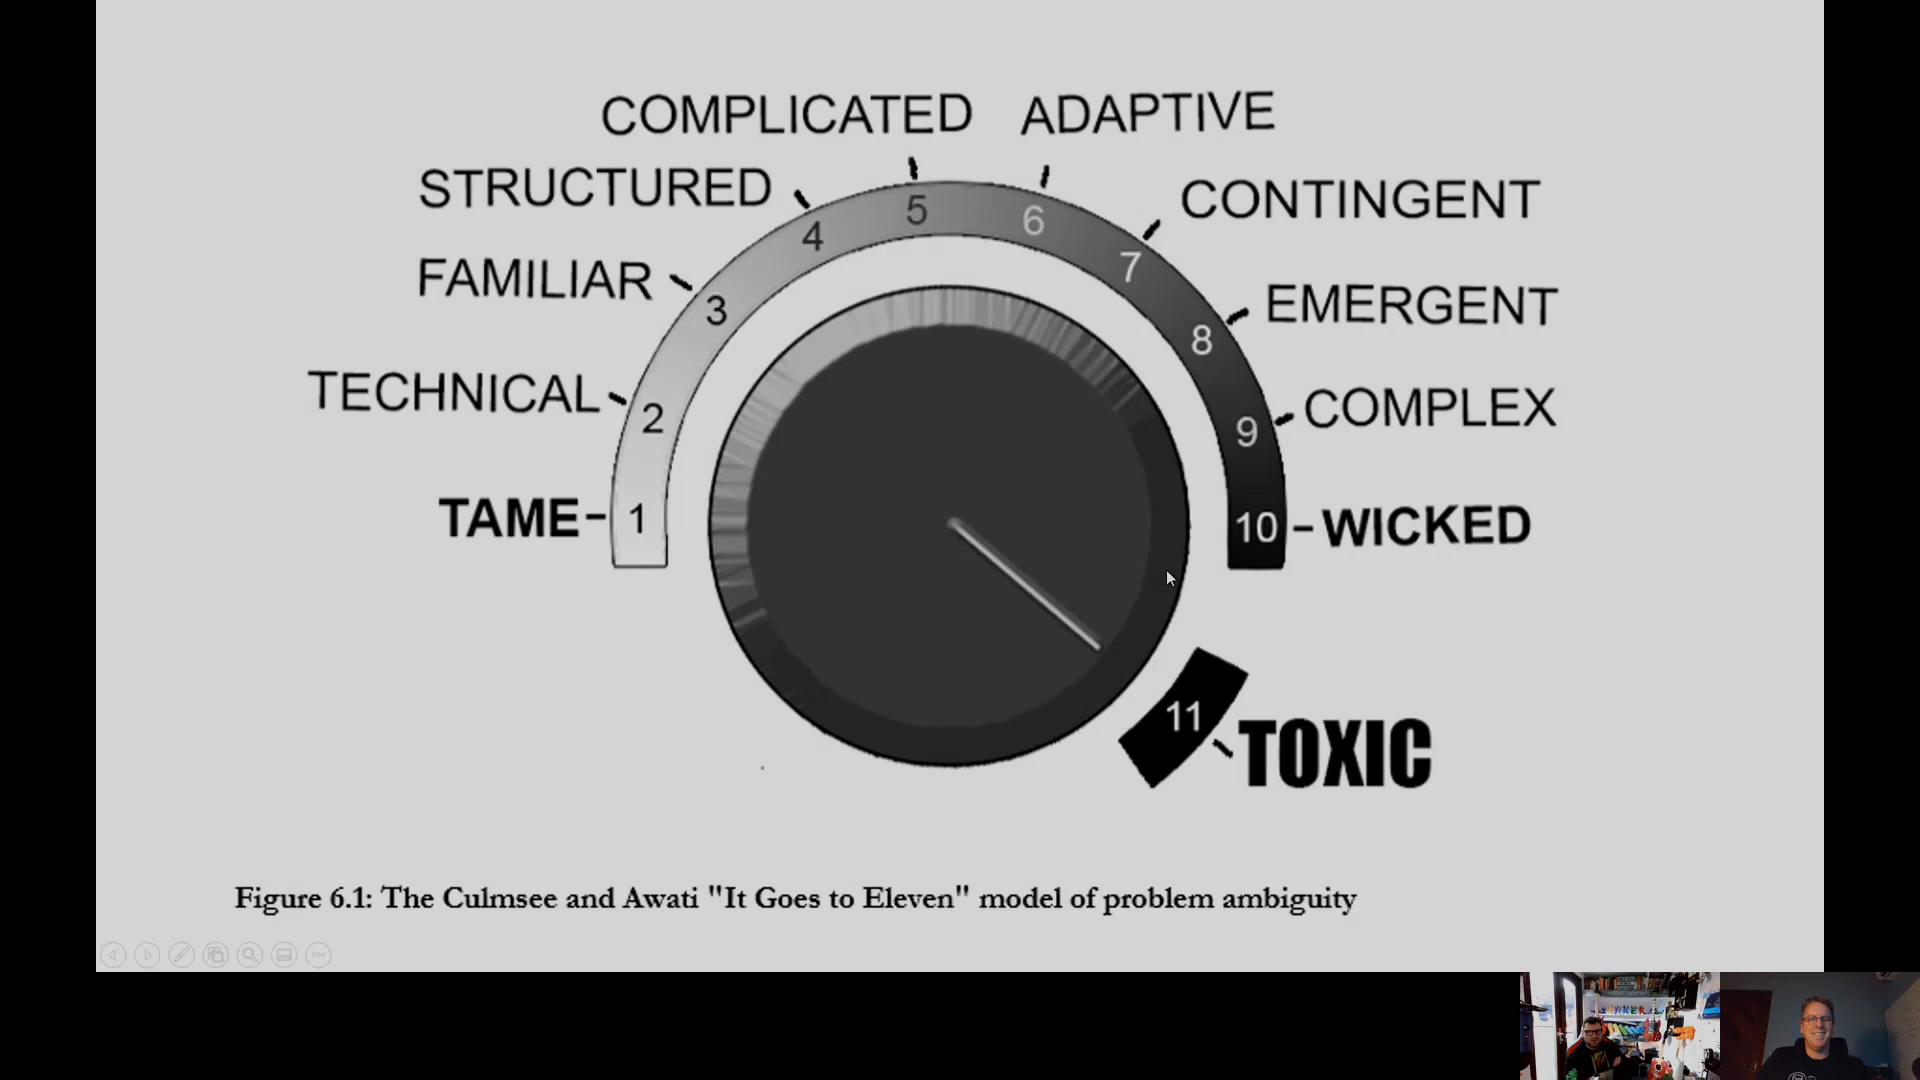 COMPLICATED ADAPTIVE
STRUCTURED CONTINGENT
FAMILIAR EMERGENT
TECHNICAL COMPLEX
TAME WICKED
1 2 3 4 5 6 7 8 9 10
11 TOXIC
Figure 6.1: The Culmsee and Awati "It Goes to Eleven" model of problem ambiguity